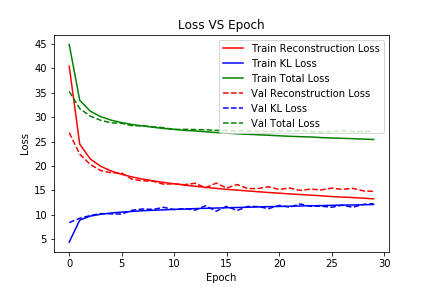 Loss VS Epoch
45
40
35
30
25
20
15
10
5
Loss
Train Reconstruction Loss
Train KL Loss
Train Total Loss
Val Reconstruction Loss
Val KL Loss
Val Total Loss
0 5 10 15 20 25 30
Epoch